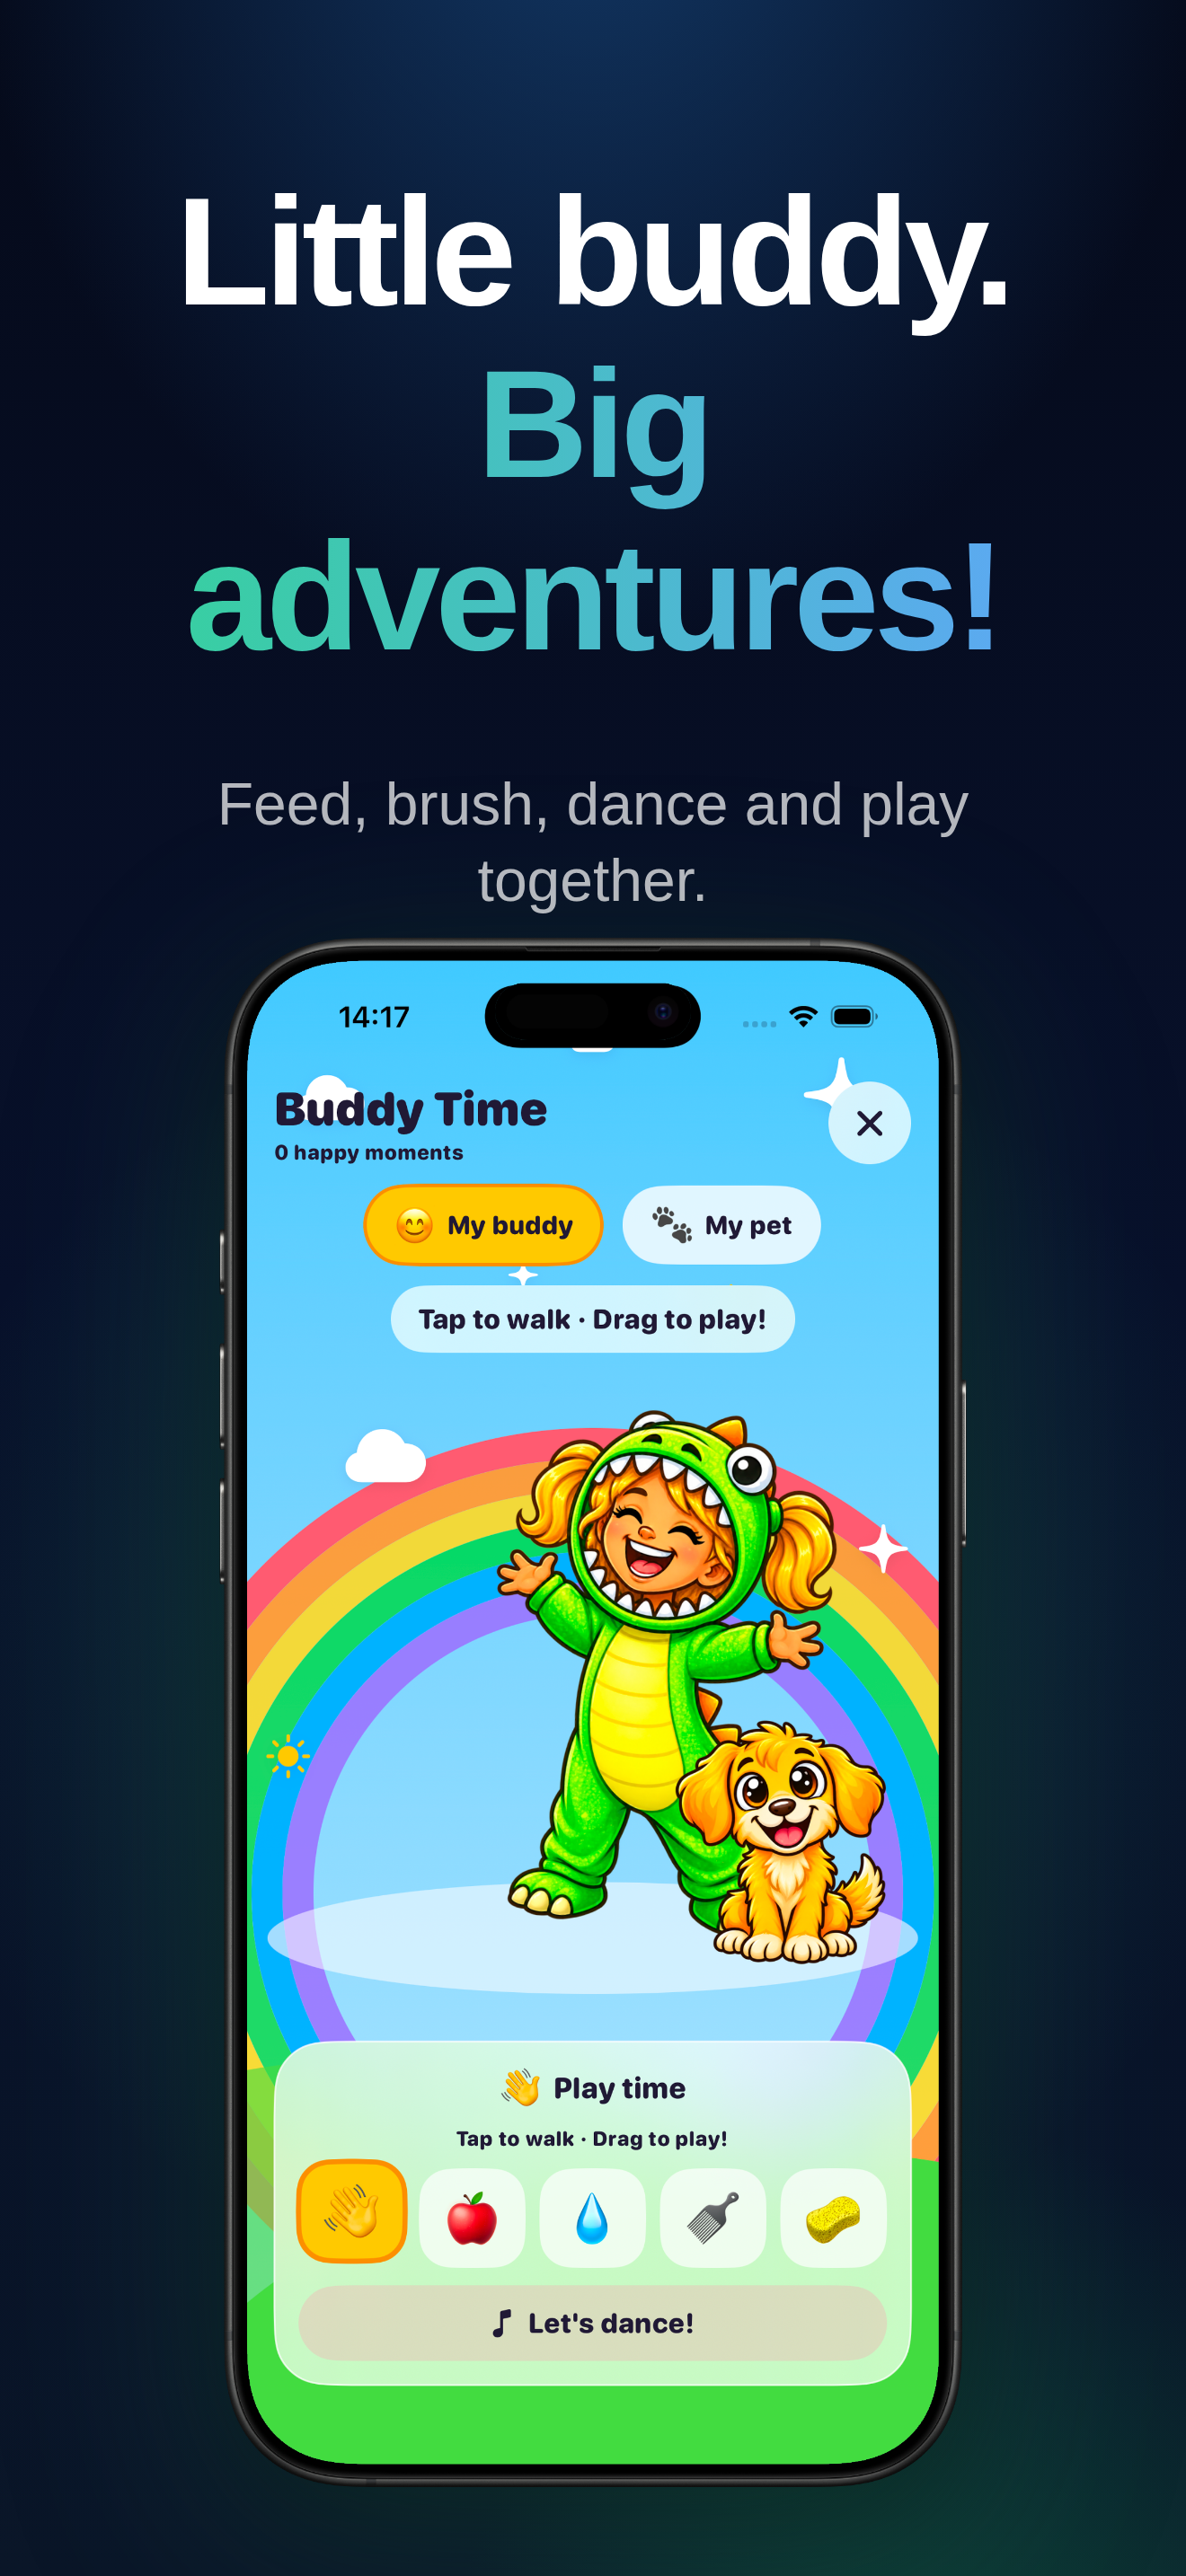 Little buddy.
Big
adventures!
Feed, brush, dance and play
together.
14:17
Buddy Time
0 happy moments
😊 My buddy
🐾 My pet
Tap to walk · Drag to play!
👋 Play time
Tap to walk · Drag to play!
♪ Let's dance!